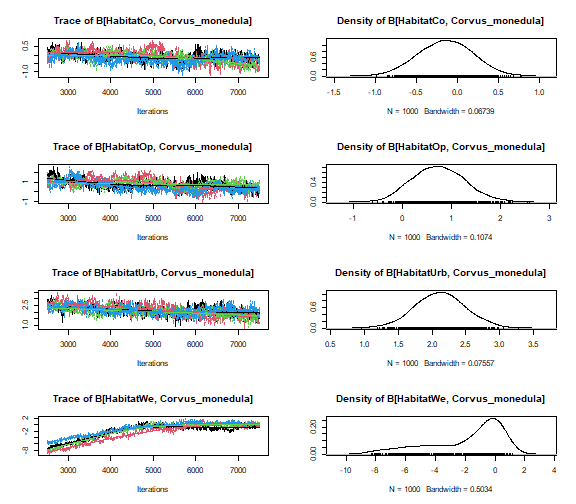 Trace of B[HabitatCo, Corvus_monedula]
0.5
-1.0
3000 4000 5000 6000 7000
Iterations
Density of B[HabitatCo, Corvus_monedula]
0.6
0.0
-1.5 -1.0 -0.5 0.0 0.5 1.0
N = 1000 Bandwidth = 0.06739
Trace of B[HabitatOp, Corvus_monedula]
1
-1
3000 4000 5000 6000 7000
Iterations
Density of B[HabitatOp, Corvus_monedula]
0.4
0.0
-1 0 1 2 3
N = 1000 Bandwidth = 0.1074
Trace of B[HabitatUrb, Corvus_monedula]
2.5
1.0
3000 4000 5000 6000 7000
Iterations
Density of B[HabitatUrb, Corvus_monedula]
0.6
0.0
0.5 1.0 1.5 2.0 2.5 3.0 3.5
N = 1000 Bandwidth = 0.07557
Trace of B[HabitatWe, Corvus_monedula]
2
-2
-8
3000 4000 5000 6000 7000
Iterations
Density of B[HabitatWe, Corvus_monedula]
0.20
0.00
-10 -8 -6 -4 -2 0 2 4
N = 1000 Bandwidth = 0.5034